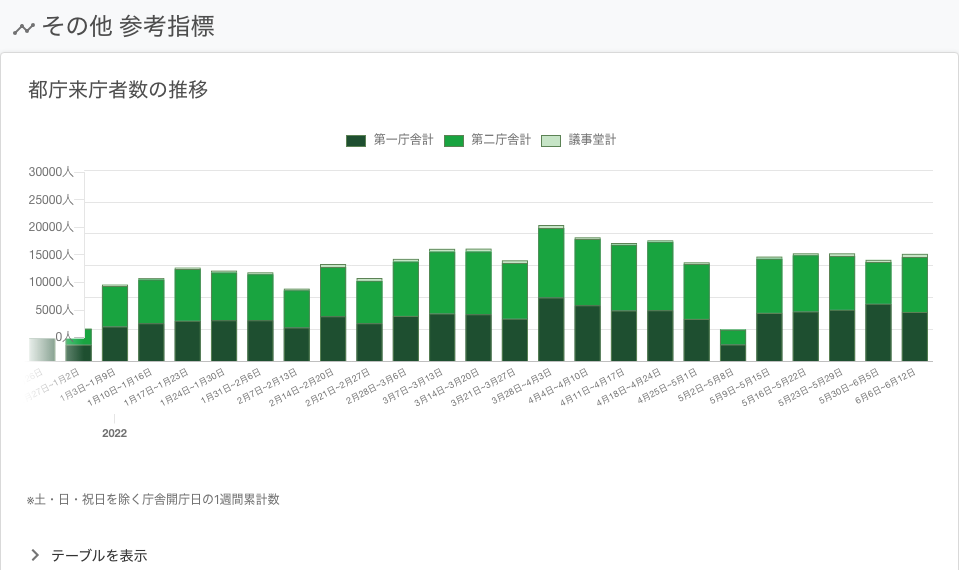 その他 参考指標
都庁来庁者数の推移
第一庁舎計 第二庁舎計 議事堂計
30000人
25000人
20000人
15000人
10000人
5000人
0人
27日~1月2日
1月3日~1月9日
1月10日~1月16日
1月17日~1月23日
1月24日~1月30日
1月31日~2月6日
2月7日~2月13日
2月14日~2月20日
2月21日~2月27日
2月28日~3月6日
3月7日~3月13日
3月14日~3月20日
3月21日~3月27日
3月28日~4月3日
4月4日~4月10日
4月11日~4月17日
4月18日~4月24日
4月25日~5月1日
5月2日~5月8日
5月9日~5月15日
5月16日~5月22日
5月23日~5月29日
5月30日~6月5日
6月6日~6月12日
2022
※土・日・祝日を除く庁舎開庁日の1週間累計数
テーブルを表示